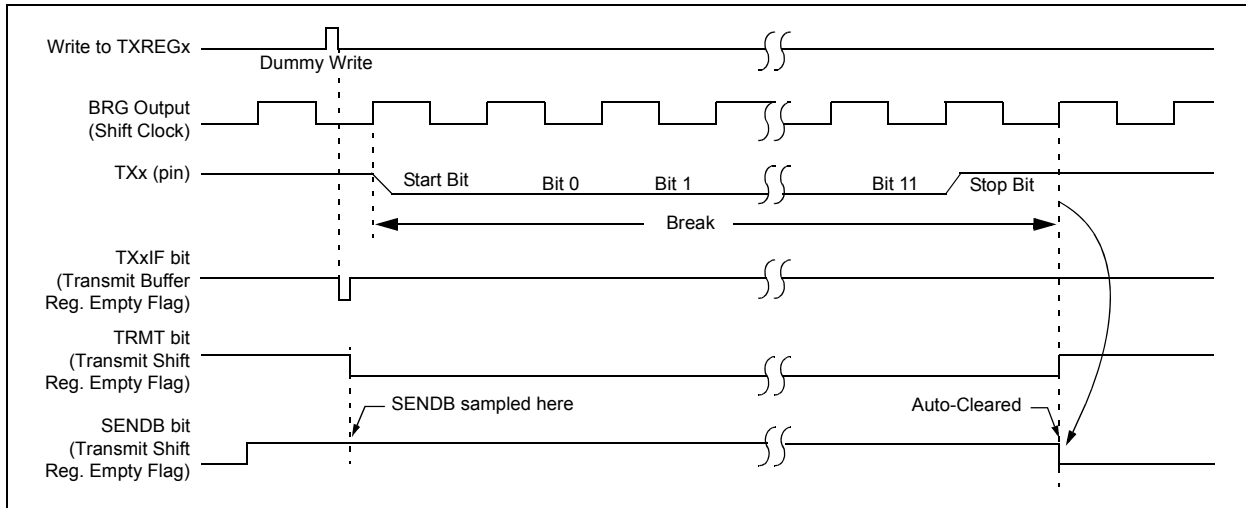 Write to TXREGx
Dummy Write
BRG Output
(Shift Clock)
TXx (pin)
Start Bit
Bit 0
Bit 1
Bit 11
Stop Bit
Break
TXxIF bit
(Transmit Buffer
Reg. Empty Flag)
TRMT bit
(Transmit Shift
Reg. Empty Flag)
SENDB sampled here
Auto-Cleared
SENDB bit
(Transmit Shift
Reg. Empty Flag)